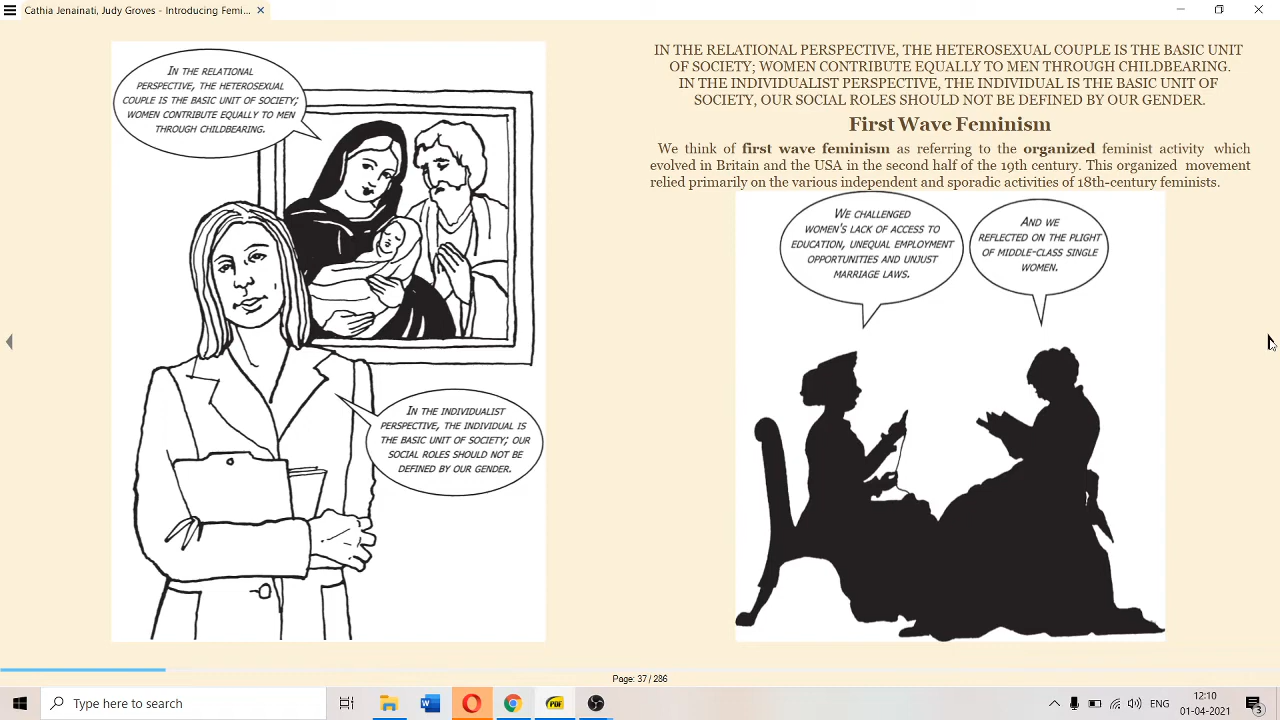 Cathia Jenainati, Judy Groves - Introducing Femi...
IN THE RELATIONAL
PERSPECTIVE, THE HETEROSEXUAL
COUPLE IS THE BASIC UNIT OF SOCIETY;
WOMEN CONTRIBUTE EQUALLY TO MEN
THROUGH CHILDBEARING.
IN THE INDIVIDUALIST
PERSPECTIVE, THE INDIVIDUAL IS
THE BASIC UNIT OF SOCIETY; OUR
SOCIAL ROLES SHOULD NOT BE
DEFINED BY OUR GENDER.
IN THE RELATIONAL PERSPECTIVE, THE HETEROSEXUAL COUPLE IS THE BASIC UNIT
OF SOCIETY; WOMEN CONTRIBUTE EQUALLY TO MEN THROUGH CHILDBEARING.
IN THE INDIVIDUALIST PERSPECTIVE, THE INDIVIDUAL IS THE BASIC UNIT OF
SOCIETY, OUR SOCIAL ROLES SHOULD NOT BE DEFINED BY OUR GENDER.
First Wave Feminism
We think of first wave feminism as referring to the organized feminist activity which
evolved in Britain and the USA in the second half of the 19th century. This organized movement
relied primarily on the various independent and sporadic activities of 18th-century feminists.
WE CHALLENGED
WOMEN'S LACK OF ACCESS TO
EDUCATION, UNEQUAL EMPLOYMENT
OPPORTUNITIES AND UNJUST
MARRIAGE LAWS.
AND WE
REFLECTED ON THE PLIGHT
OF MIDDLE-CLASS SINGLE
WOMEN.
Page: 37 / 286
Type here to search
PDF
ENG
12:10
01-04-2021
3